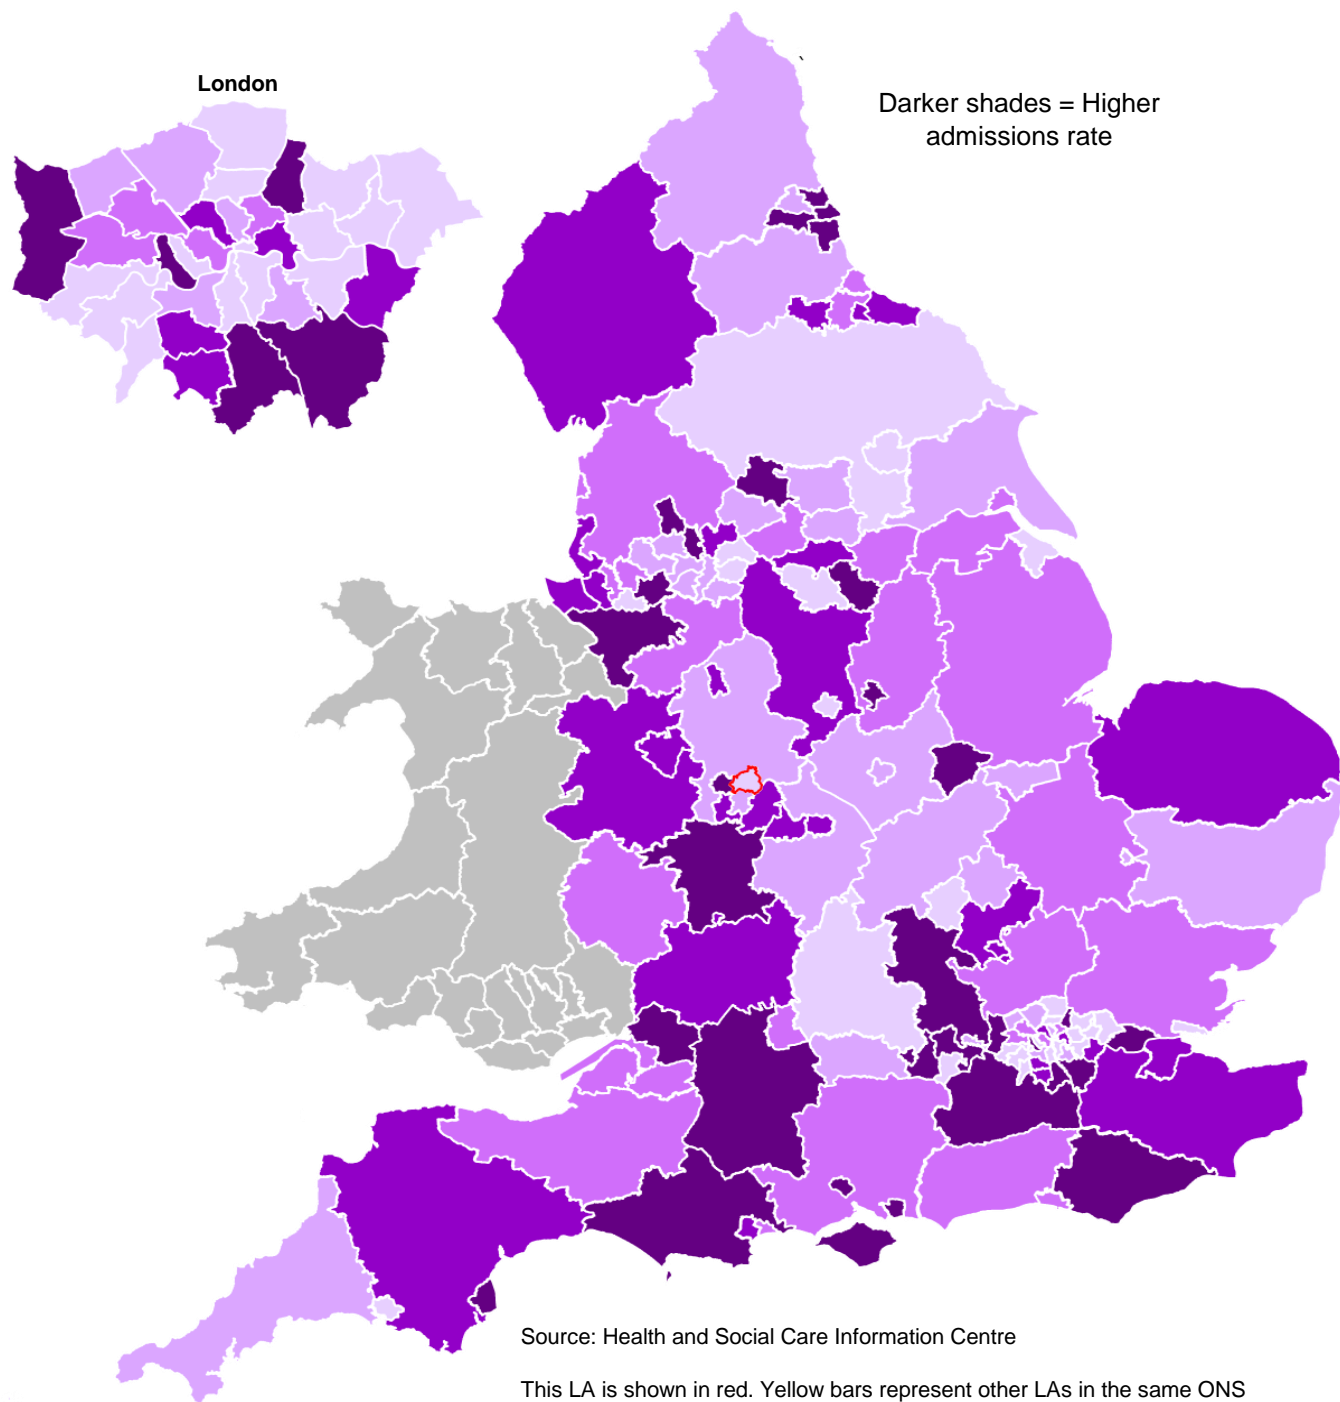 London
Darker shades = Higher
admissions rate
Source: Health and Social Care Information Centre
This LA is shown in red. Yellow bars represent other LAs in the same ONS